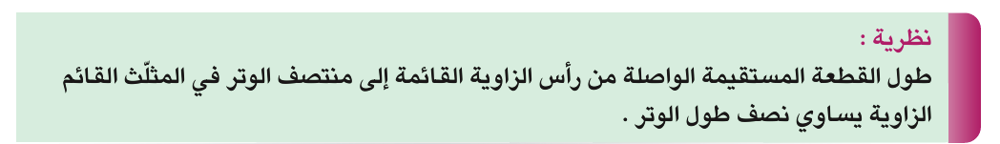 نظرية :
طول القطعة المستقيمة الواصلة من رأس الزاوية القائمة إلى منتصف الوتر في المثلّث القائم
الزاوية يساوي نصف طول الوتر .